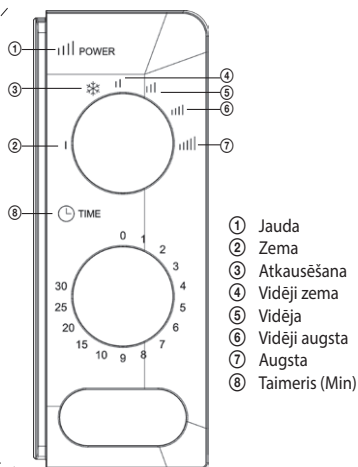 ① POWER
④
③
⑤
⑥
②
⑦
⑧ TIME
0
1
2
3
30
4
25
5
20
6
15
7
10
9
8
① Jauda
② Zema
③ Atkausēšana
④ Vidēji zema
⑤ Vidēja
⑥ Vidēji augsta
⑦ Augsta
⑧ Taimeris (Min)